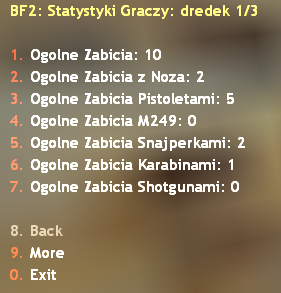 BF2: Statystyki Graczy: dredek 1/3
1. Ogolne Zabicia: 10
2. Ogolne Zabicia z Noza: 2
3. Ogolne Zabicia Pistoletami: 5
4. Ogolne Zabicia M249: 0
5. Ogolne Zabicia Snajperkami: 2
6. Ogolne Zabicia Karabinami: 1
7. Ogolne Zabicia Shotgunami: 0
8. Back
9. More
0. Exit